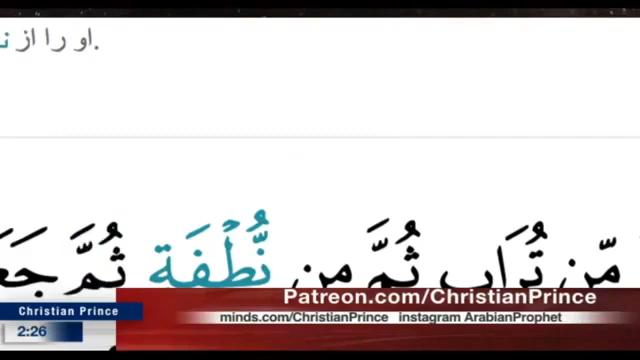 او را از
مِّن تُرَابٍ ثُمَّ مِن نُّطْفَةٍ ثُمَّ
Patreon.com/ChristianPrince
Christian Prince
minds.com/ChristianPrince instagram ArabianProphet
2:26